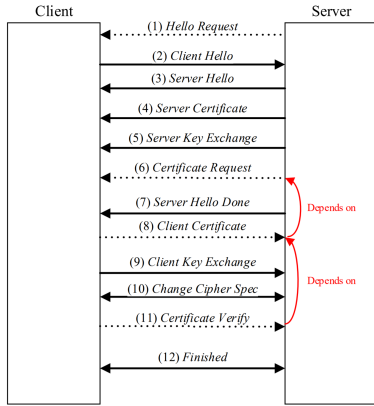 Client Server
(1) Hello Request
(2) Client Hello
(3) Server Hello
(4) Server Certificate
(5) Server Key Exchange
(6) Certificate Request
Depends on
(7) Server Hello Done
(8) Client Certificate
(9) Client Key Exchange
Depends on
(10) Change Cipher Spec
(11) Certificate Verify
(12) Finished